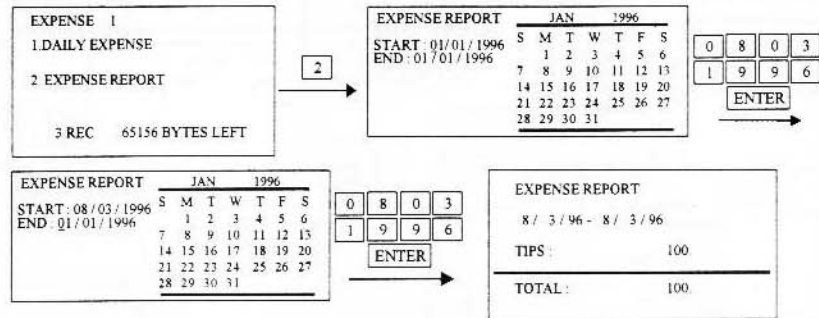 EXPENSE 1
1.DAILY EXPENSE
2 EXPENSE REPORT
3 REC 65156 BYTES LEFT
2
EXPENSE REPORT
START : 01/01 / 1996
END : 01 / 01 / 1996
JAN 1996
S M T W T F S
1 2 3 4 5 6
7 8 9 10 11 12 13
14 15 16 17 18 19 20
21 22 23 24 25 26 27
28 29 30 31
0 8 0 3
1 9 9 6
ENTER
EXPENSE REPORT
START : 08 / 03 / 1996
END : 01 / 01 / 1996
JAN 1996
S M T W T F S
1 2 3 4 5 6
7 8 9 10 11 12 13
14 15 16 17 18 19 20
21 22 23 24 25 26 27
28 29 30 31
0 8 0 3
1 9 9 6
ENTER
EXPENSE REPORT
8 / 3 / 96 - 8 / 3 / 96
TIPS : 100
TOTAL : 100